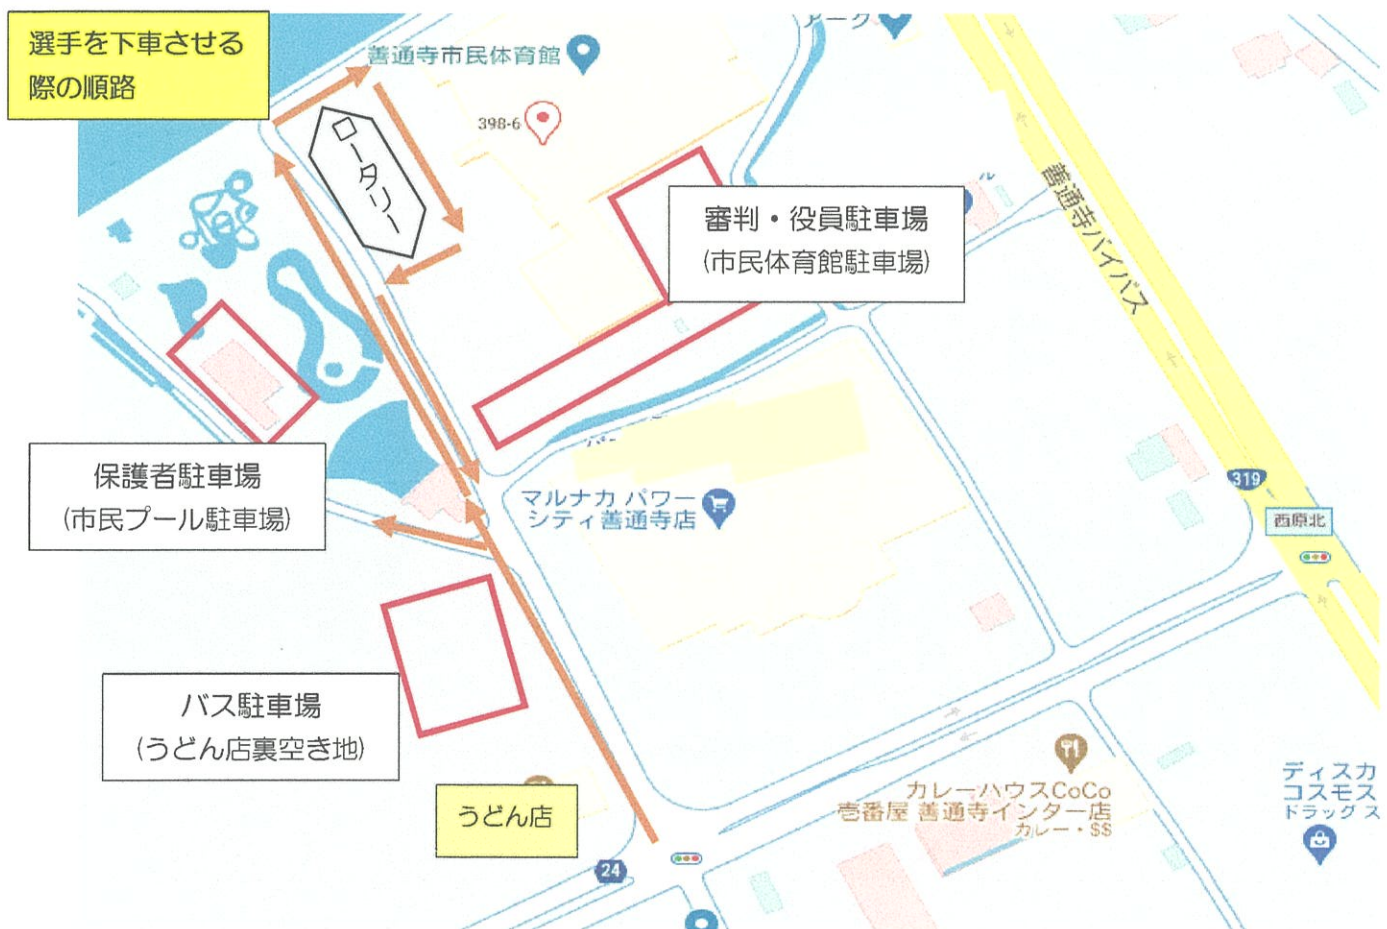 選手を下車させる
際の順路
善通寺市民体育館
アーク
398-6
ロータリー
審判・役員駐車場
(市民体育館駐車場)
ル
善通寺バイパス
保護者駐車場
(市民プール駐車場)
マルナカ パワー
シティ善通寺店
319
西原北
バス駐車場
(うどん店裏空き地)
うどん店
カレーハウスCoCo
壱番屋 善通寺インター店
カレー・$$
ディスカ
コスモス
ドラッグ ス
24